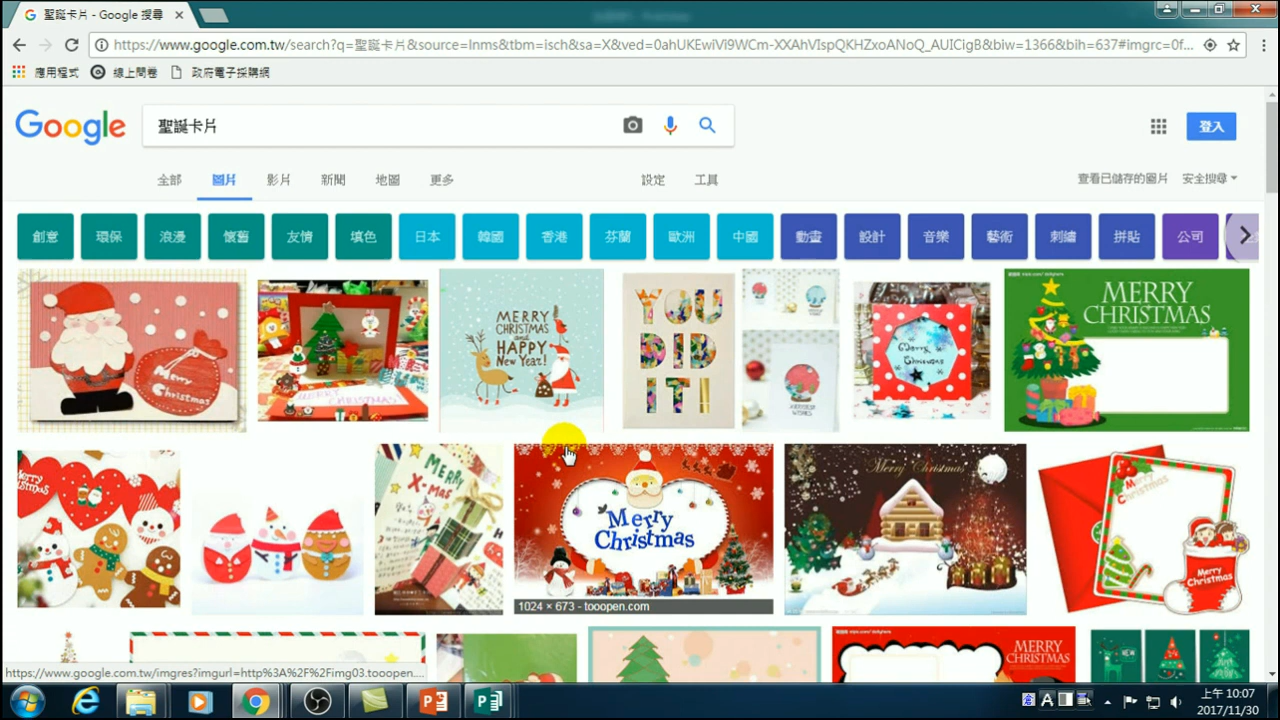 聖誕卡片 - Google 搜尋
https://www.google.com.tw/search?q=聖誕卡片&source=lnms&tbm=isch&sa=X&ved=0ahUKEwiVi9WCm-XXAhVIspQKHZxoANoQ_AUICigB&biw=1366&bih=637#imgrc=0f...
應用程式 線上問卷 政府電子採購網
Google 聖誕卡片 登入
全部 圖片 影片 新聞 地圖 更多 設定 工具 查看已儲存的圖片 安全搜尋
創意 環保 浪漫 懷舊 友情 填色 日本 韓國 香港 芬蘭 歐洲 中國 動畫 設計 音樂 藝術 刺繡 拼貼 公司
Merry
Christmas
MERRY CHRISTMAS
MERRY
CHRISTMAS
and
HAPPY
New Year!
YOU
DID
IT!
Merry
Christmas
MERRY
CHRISTMAS
Merry
X-mas
Merry
Christmas
1024 × 673 - tooopen.com
Merry Christmas
Merry
Christmas
Merry
Christmas
MERRY
CHRISTMAS
https://www.google.com.tw/imgres?imgurl=http%3A%2F%2Fimg03.tooopen....
上午 10:07
2017/11/30